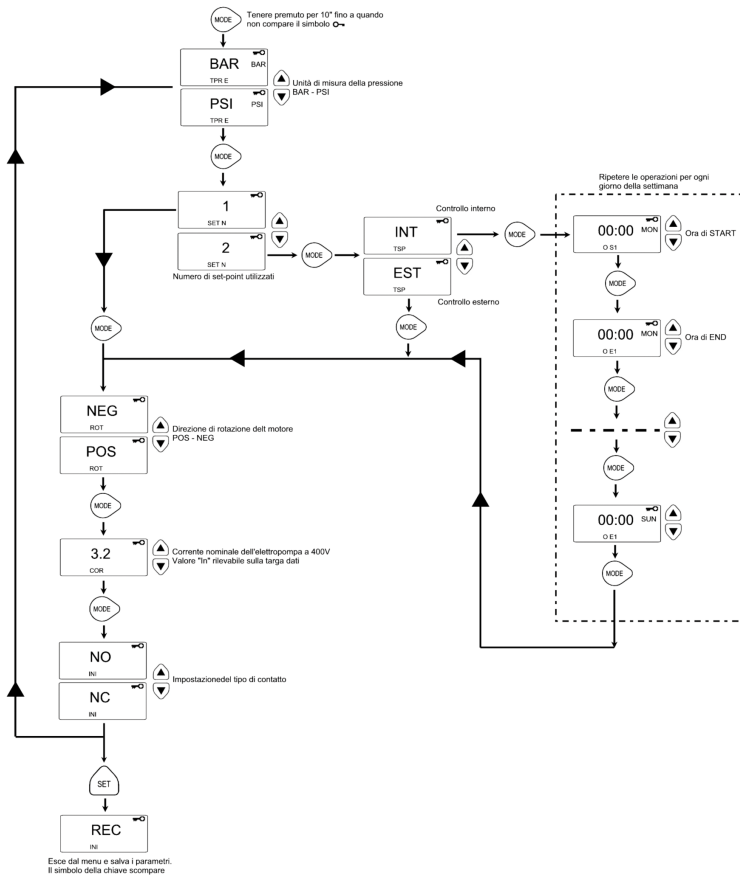 MODE
Tenere premuto per 10" fino a quando
non compare il simbolo
BAR
BAR
TPR E
PSI
PSI
TPR E
Unità di misura della pressione
BAR - PSI
MODE
1
SET N
2
SET N
Numero di set-point utilizzati
MODE
Controllo interno
INT
TSP
EST
TSP
Controllo esterno
MODE
MODE
Ripetere le operazioni per ogni
giorno della settimana
00:00
MON
O S1
Ora di START
MODE
00:00
MON
O E1
Ora di END
MODE
MODE
00:00
SUN
O E1
MODE
MODE
NEG
ROT
POS
ROT
Direzione di rotazione delt motore
POS - NEG
MODE
3.2
COR
Corrente nominale dell'elettropompa a 400V
Valore "In" rilevabile sulla targa dati
MODE
NO
INI
NC
INI
Impostazionedel tipo di contatto
SET
REC
INI
Esce dal menu e salva i parametri.
Il simbolo della chiave scompare